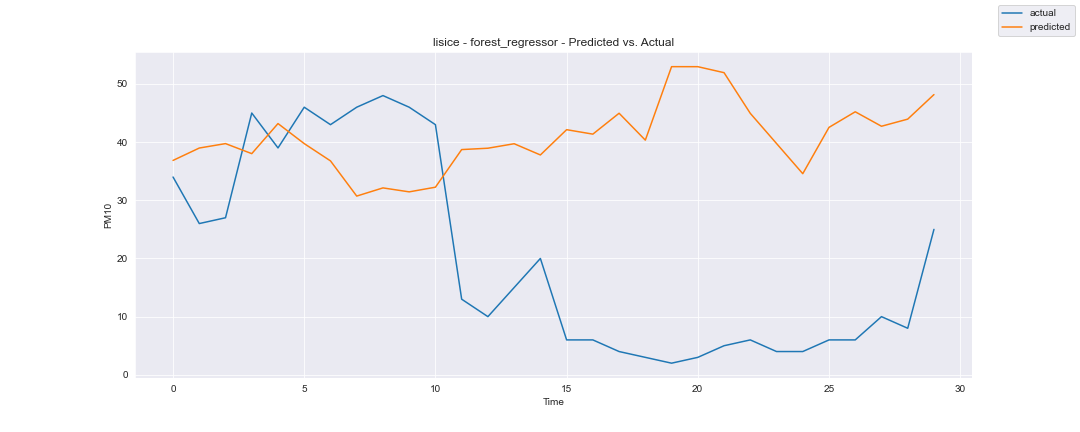 actual
predicted
lisice - forest_regressor - Predicted vs. Actual
PM10
50
40
30
20
10
0
0 5 10 15 20 25 30
Time